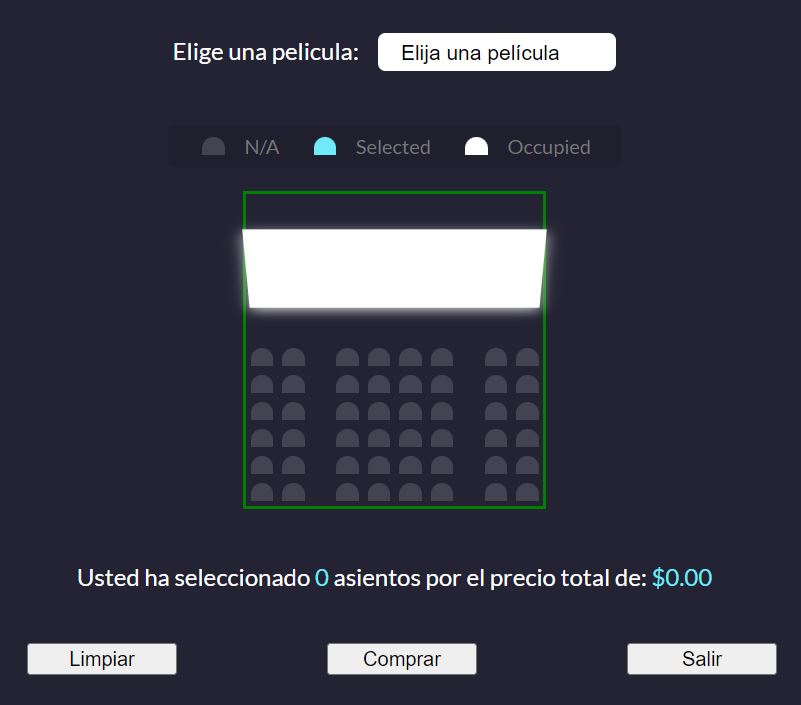 Elige una pelicula: Elija una película
N/A Selected Occupied
Usted ha seleccionado 0 asientos por el precio total de: $0.00
Limpiar Comprar Salir